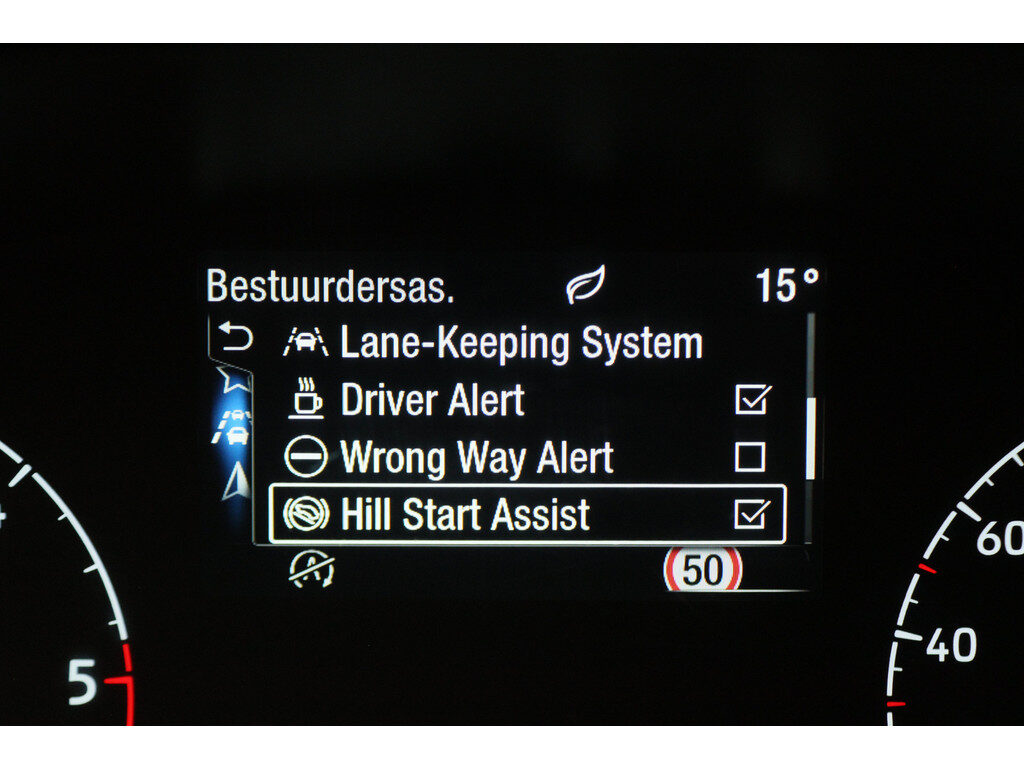 Bestuurdersas. 15°
Lane-Keeping System
Driver Alert
Wrong Way Alert
Hill Start Assist
A 50
60
40
5